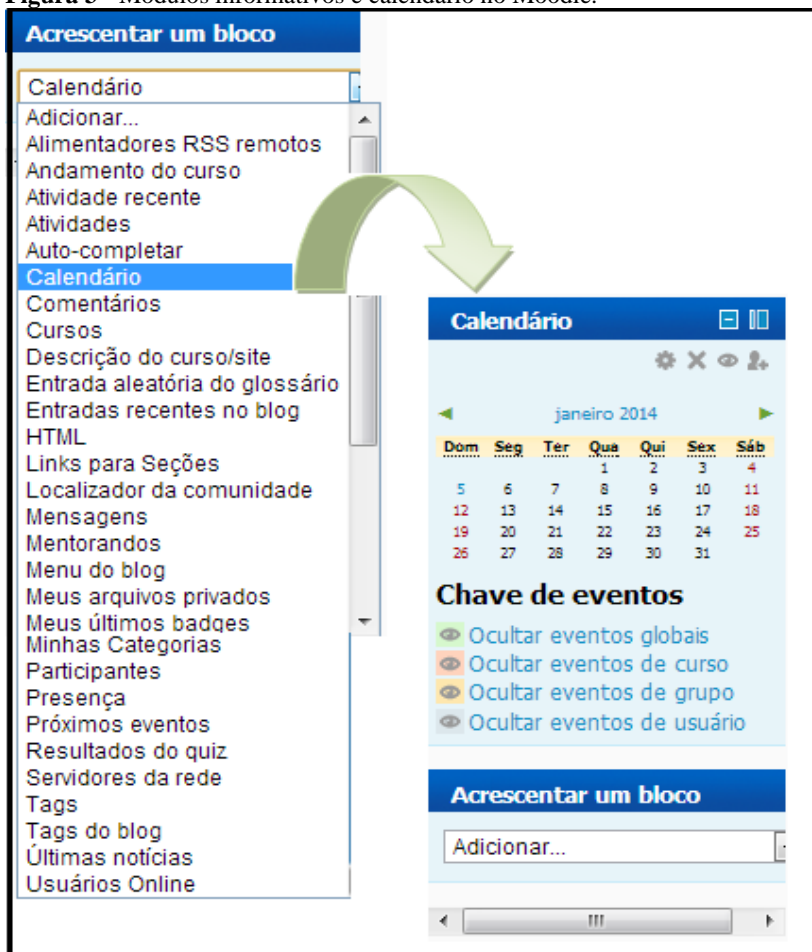 Figura 3 - Módulos informativos e calendário no Moodle.
Acrescentar um bloco
Calendário
Adicionar...
Alimentadores RSS remotos
Andamento do curso
Atividade recente
Atividades
Auto-completar
Calendário
Comentários
Cursos
Descrição do curso/site
Entrada aleatória do glossário
Entradas recentes no blog
HTML
Links para Seções
Localizador da comunidade
Mensagens
Mentorandos
Menu do blog
Meus arquivos privados
Meus últimos badges
Minhas Categorias
Participantes
Presença
Próximos eventos
Resultados do quiz
Servidores da rede
Tags
Tags do blog
Últimas notícias
Usuários Online
Calendário
janeiro 2014
Dom Seg Ter Qua Qui Sex Sáb
1 2 3 4
5 6 7 8 9 10 11
12 13 14 15 16 17 18
19 20 21 22 23 24 25
26 27 28 29 30 31
Chave de eventos
Ocultar eventos globais
Ocultar eventos de curso
Ocultar eventos de grupo
Ocultar eventos de usuário
Acrescentar um bloco
Adicionar...